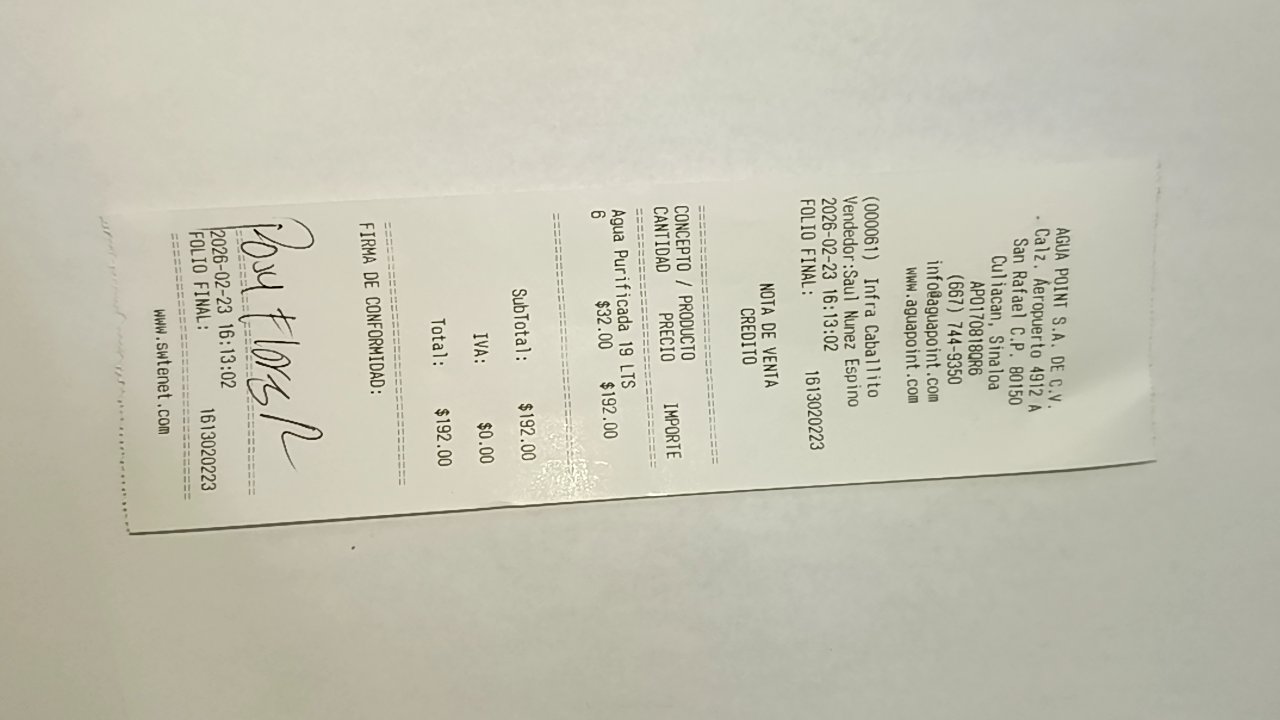 AGUA POINT S.A. DE C.V.
Calz. Aeropuerto 4912 A
San Rafael C.P. 80150
Culiacan, Sinaloa
APO170818QR6
(667) 744-9350
info@aguapoint.com
www.aguapoint.com
(000061) Infra Caballito
Vendedor:Saul Nunez Espino
2026-02-23 16:13:02
FOLIO FINAL: 1613020223
NOTA DE VENTA
CREDITO
==========================
CONCEPTO / PRODUCTO
CANTIDAD PRECIO IMPORTE
==========================
Agua Purificada 19 LTS
6 $32.00 $192.00
==========================
SubTotal: $192.00
IVA: $0.00
Total: $192.00
==========================
FIRMA DE CONFORMIDAD:
Flores R
==========================
2026-02-23 16:13:02
FOLIO FINAL: 1613020223
==========================
www.swtenet.com